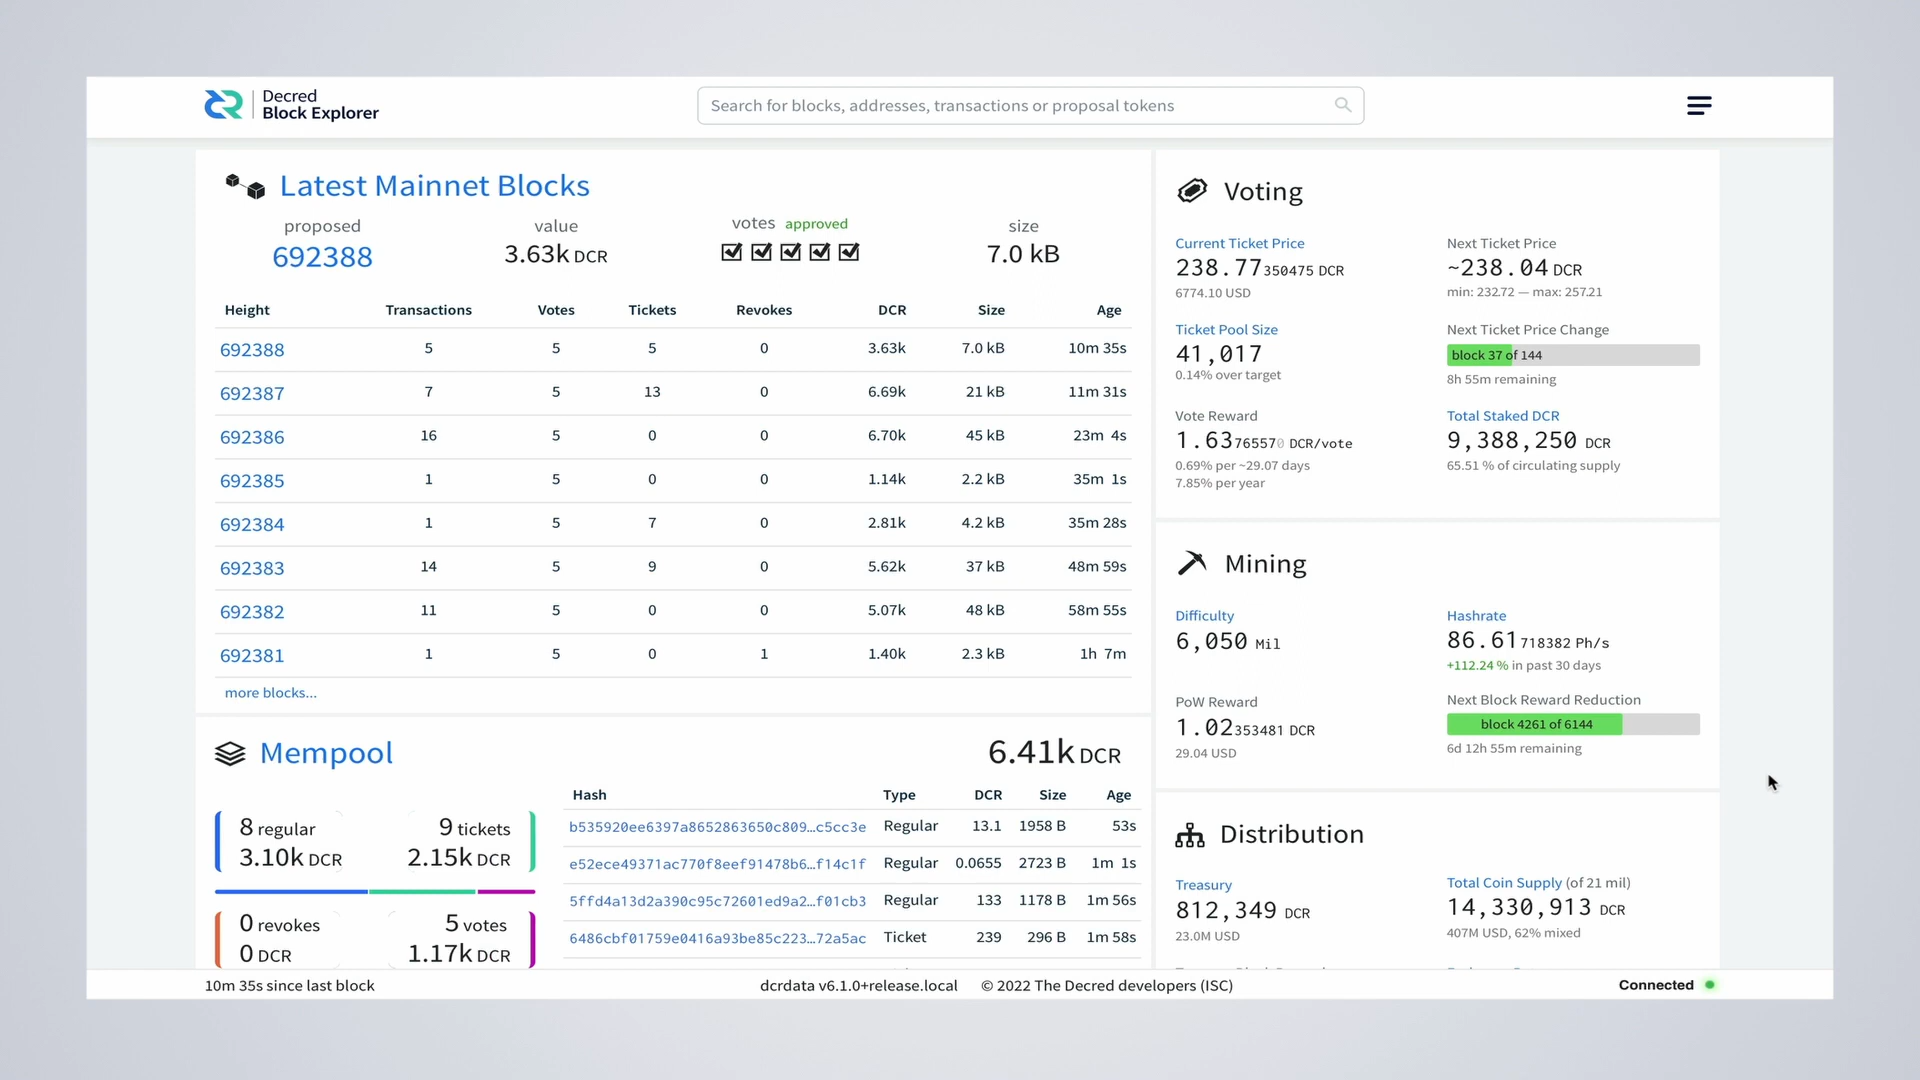 Decred
Block Explorer
Search for blocks, addresses, transactions or proposal tokens
Latest Mainnet Blocks
proposed value votes approved size
692388 3.63k DCR 7.0 kB
Height Transactions Votes Tickets Revokes DCR Size Age
692388 5 5 5 0 3.63k 7.0 kB 10m 35s
692387 7 5 13 0 6.69k 21 kB 11m 31s
692386 16 5 0 0 6.70k 45 kB 23m 4s
692385 1 5 0 0 1.14k 2.2 kB 35m 1s
692384 1 5 7 0 2.81k 4.2 kB 35m 28s
692383 14 5 9 0 5.62k 37 kB 48m 59s
692382 11 5 0 0 5.07k 48 kB 58m 55s
692381 1 5 0 1 1.40k 2.3 kB 1h 7m
more blocks...
Mempool 6.41k DCR
8 regular 9 tickets
3.10k DCR 2.15k DCR
0 revokes 5 votes
0 DCR 1.17k DCR
Hash Type DCR Size Age
b535920ee6397a8652863650c809…c5cc3e Regular 13.1 1958 B 53s
e52ece49371ac770f8eef91478b6…f14c1f Regular 0.0655 2723 B 1m 1s
5ffd4a13d2a390c95c72601ed9a2…f01cb3 Regular 133 1178 B 1m 56s
6486cbf01759e0416a93be85c223…72a5ac Ticket 239 296 B 1m 58s
Voting
Current Ticket Price Next Ticket Price
238.77350475 DCR ~238.04 DCR
6774.10 USD min: 232.72 — max: 257.21
Ticket Pool Size Next Ticket Price Change
41,017 block 37 of 144
0.14% over target 8h 55m remaining
Vote Reward Total Staked DCR
1.63765570 DCR/vote 9,388,250 DCR
0.69% per ~29.07 days 65.51 % of circulating supply
7.85% per year
Mining
Difficulty Hashrate
6,050 Mil 86.61718382 Ph/s
+112.24 % in past 30 days
PoW Reward Next Block Reward Reduction
1.02353481 DCR block 4261 of 6144
29.04 USD 6d 12h 55m remaining
Distribution
Treasury Total Coin Supply (of 21 mil)
812,349 DCR 14,330,913 DCR
23.0M USD 407M USD, 62% mixed
10m 35s since last block dcrdata v6.1.0+release.local © 2022 The Decred developers (ISC) Connected